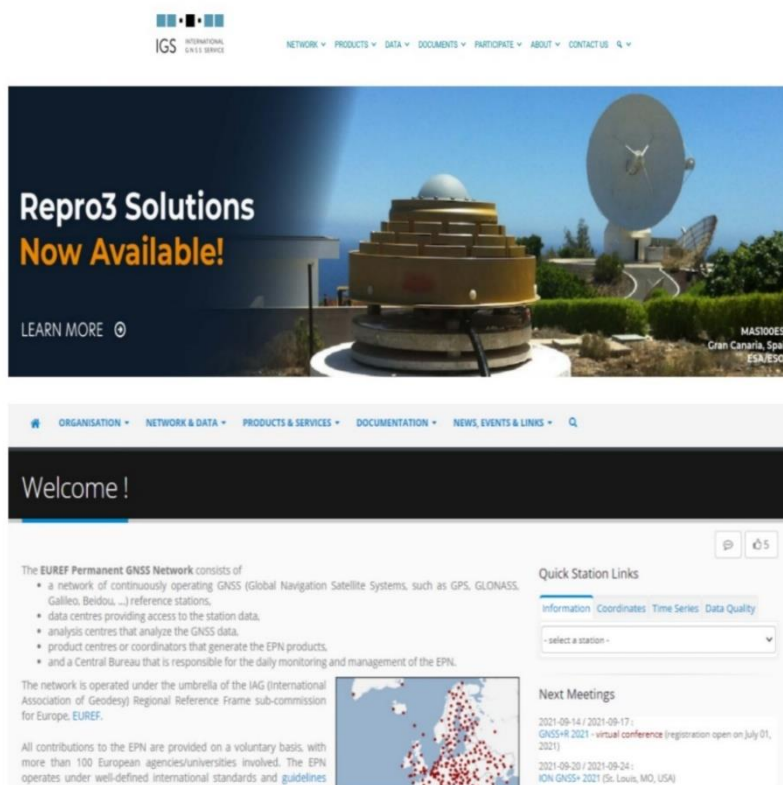 IGS INTERNATIONAL
GNSS SERVICE
NETWORK PRODUCTS DATA DOCUMENTS PARTICIPATE ABOUT CONTACT US
Repro3 Solutions
Now Available!
LEARN MORE
MAS100ES
Gran Canaria, Spa
ESA/ESO
ORGANISATION NETWORK & DATA PRODUCTS & SERVICES DOCUMENTATION NEWS, EVENTS & LINKS
Welcome !
5
The EUREF Permanent GNSS Network consists of
• a network of continuously operating GNSS (Global Navigation Satellite Systems, such as GPS, GLONASS,
Galileo, Beidou, ...) reference stations,
• data centres providing access to the station data,
• analysis centres that analyze the GNSS data,
• product centres or coordinators that generate the EPN products,
• and a Central Bureau that is responsible for the daily monitoring and management of the EPN.
The network is operated under the umbrella of the IAG (International
Association of Geodesy) Regional Reference Frame sub-commission
for Europe, EUREF.
All contributions to the EPN are provided on a voluntary basis, with
more than 100 European agencies/universities involved. The EPN
operates under well-defined international standards and guidelines
Quick Station Links
Information Coordinates Time Series Data Quality
- select a station -
Next Meetings
2021-09-14 / 2021-09-17 :
GNSS+R 2021 - virtual conference (registration open on July 01,
2021)
2021-09-20 / 2021-09-24 :
ION GNSS+ 2021 (St. Louis, MO, USA)